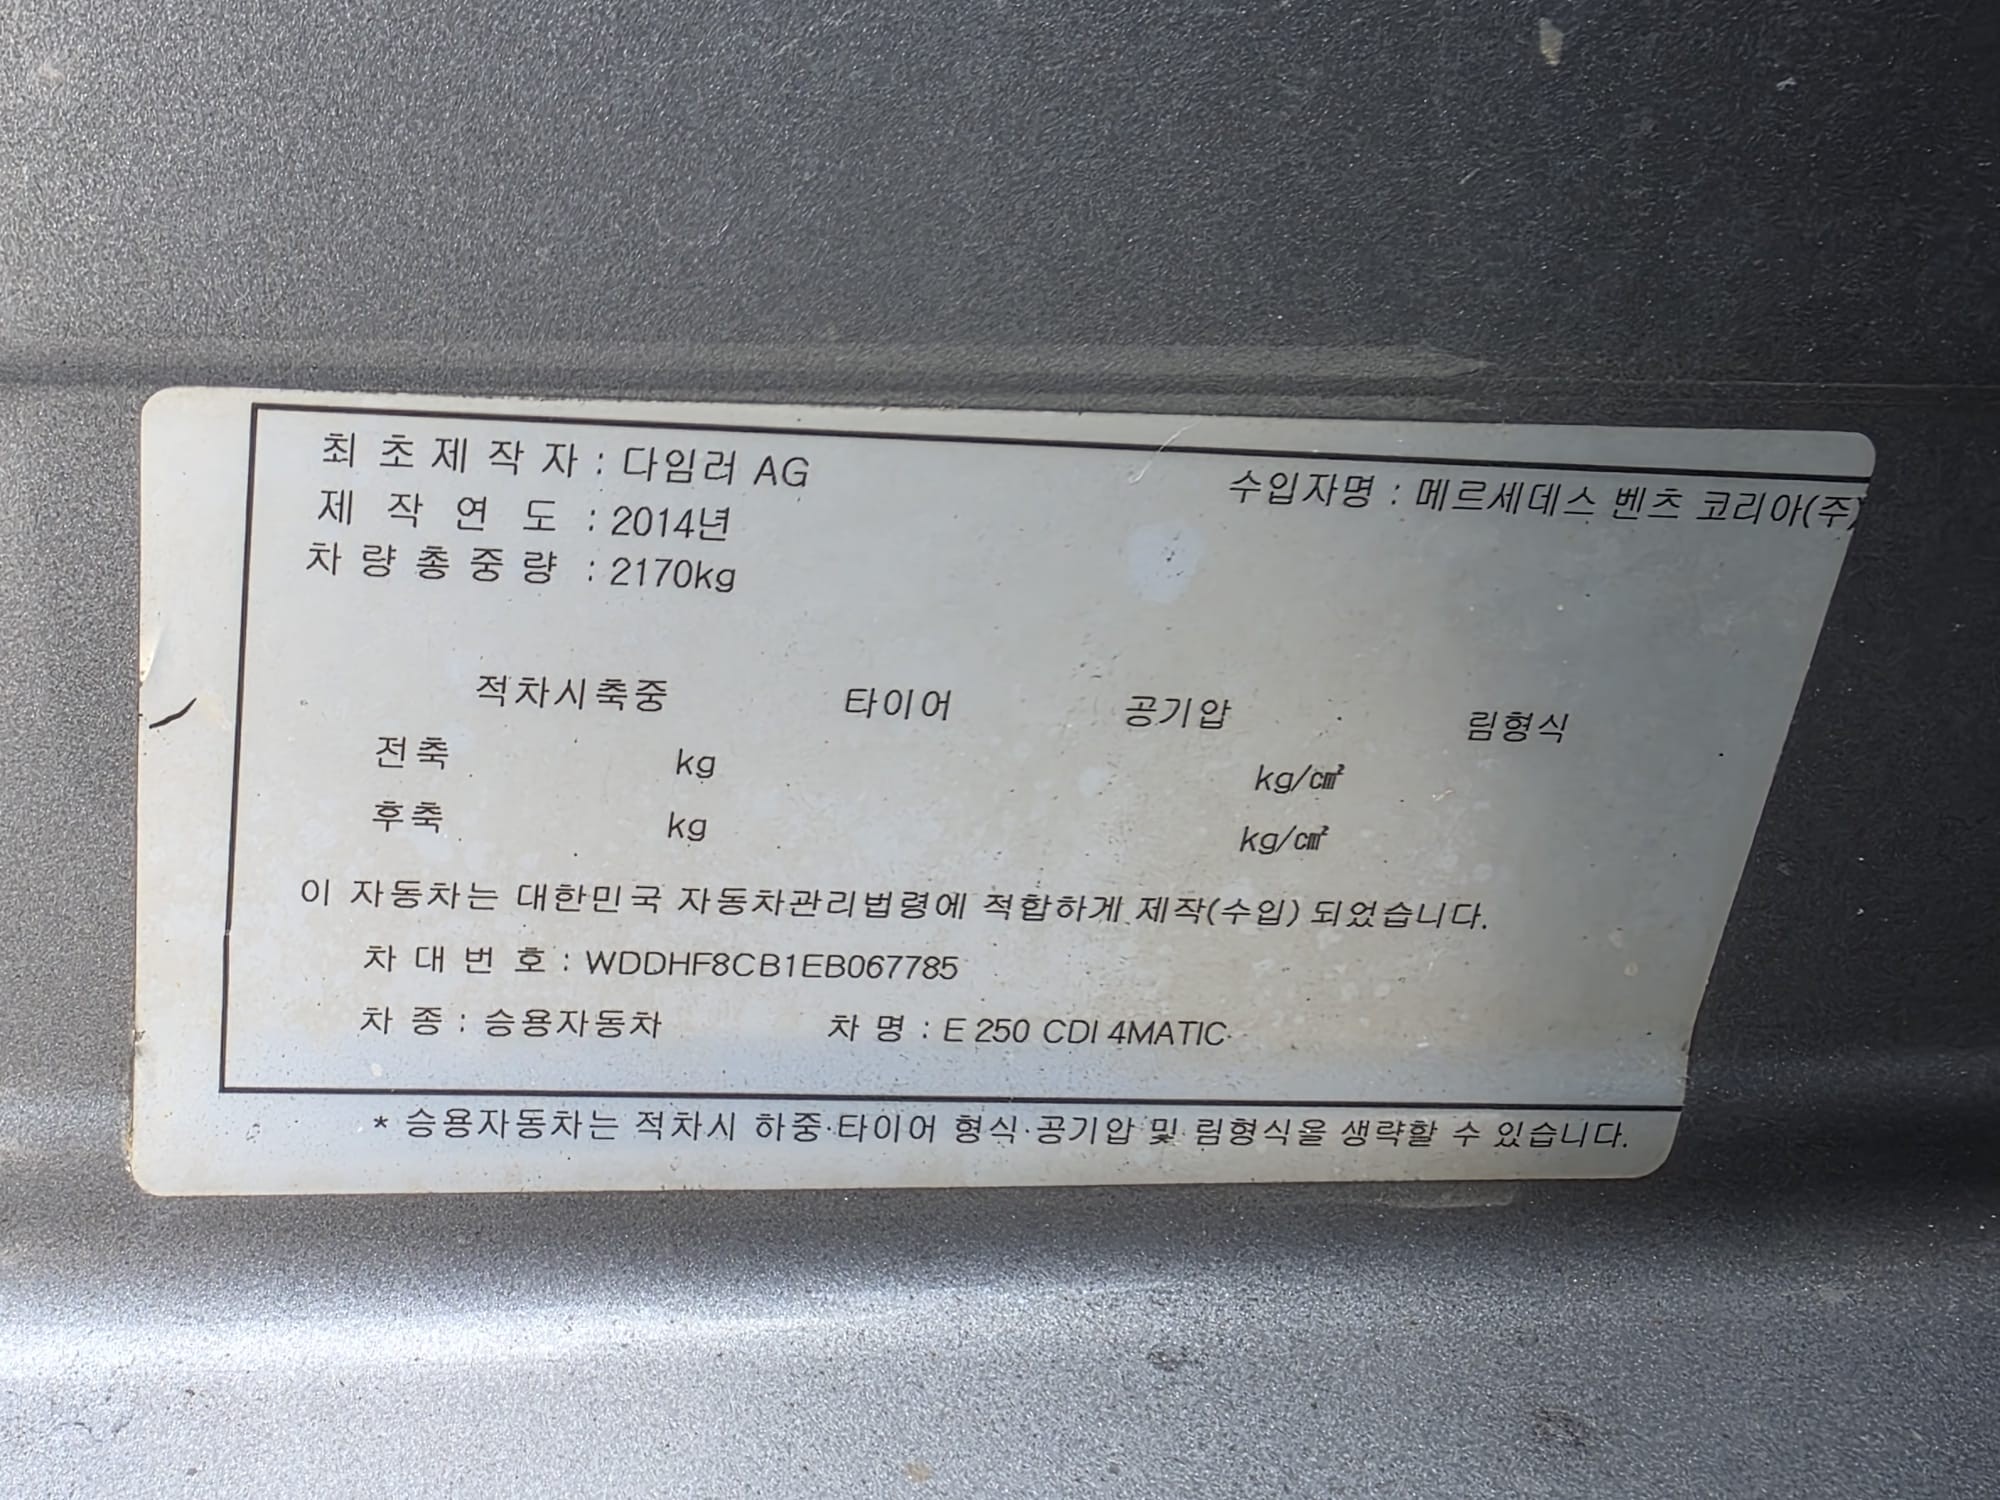 최초제작자 : 다임러 AG
수입자명 : 메르세데스 벤츠 코리아(주)
제작연도 : 2014년
차량총중량 : 2170kg
적차시축중 타이어 공기압 림형식
전축 kg kg/㎠
후축 kg kg/㎠
이 자동차는 대한민국 자동차관리법령에 적합하게 제작(수입) 되었습니다.
차대번호 : WDDHF8CB1EB067785
차종 : 승용자동차 차명 : E 250 CDI 4MATIC
* 승용자동차는 적차시 하중·타이어 형식·공기압 및 림형식을 생략할 수 있습니다.